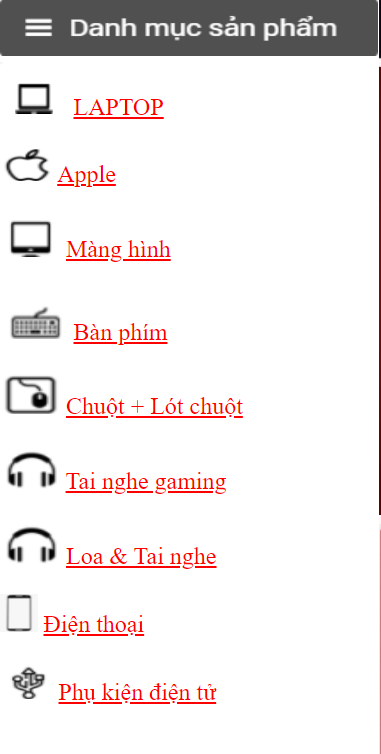 Danh mục sản phẩm
LAPTOP
Apple
Màng hình
Bàn phím
Chuột + Lót chuột
Tai nghe gaming
Loa & Tai nghe
Điện thoại
Phụ kiện điện tử